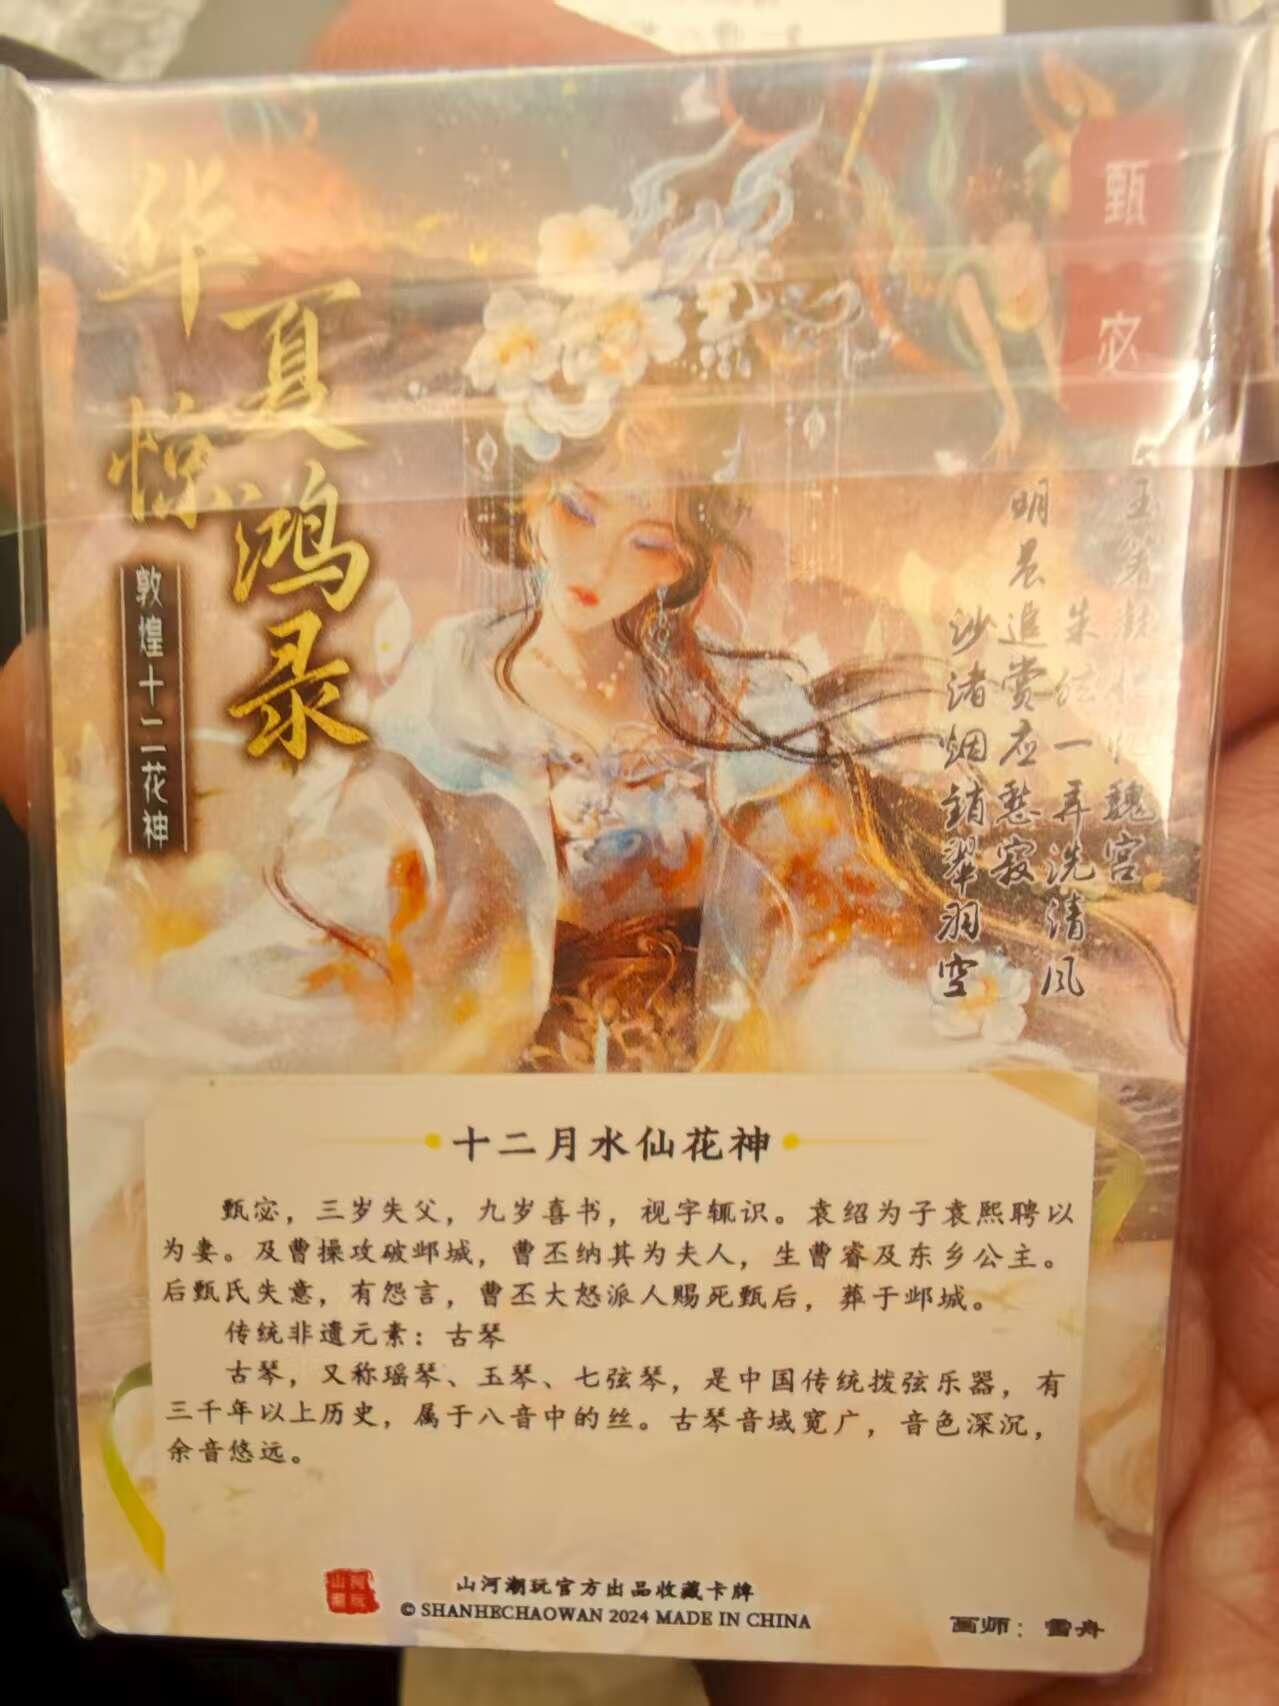 华夏
惊鸿录
敦煌十二花神
甄宓
魏宫
朱弦一弄洗清风
明晨追赏应愁寂
沙渚烟销翠羽空
十二月水仙花神
甄宓，三岁失父，九岁喜书，视字辄识。袁绍为子袁熙聘以
为妻。及曹操攻破邺城，曹丕纳其为夫人，生曹睿及东乡公主。
后甄氏失意，有怨言，曹丕大怒派人赐死甄后，葬于邺城。
传统非遗元素：古琴
古琴，又称瑶琴、玉琴、七弦琴，是中国传统拨弦乐器，有
三千年以上历史，属于八音中的丝。古琴音域宽广，音色深沉，
余音悠远。
山河潮玩
山河潮玩官方出品收藏卡牌
© SHANHECHAOWAN 2024 MADE IN CHINA
画师：雪舟